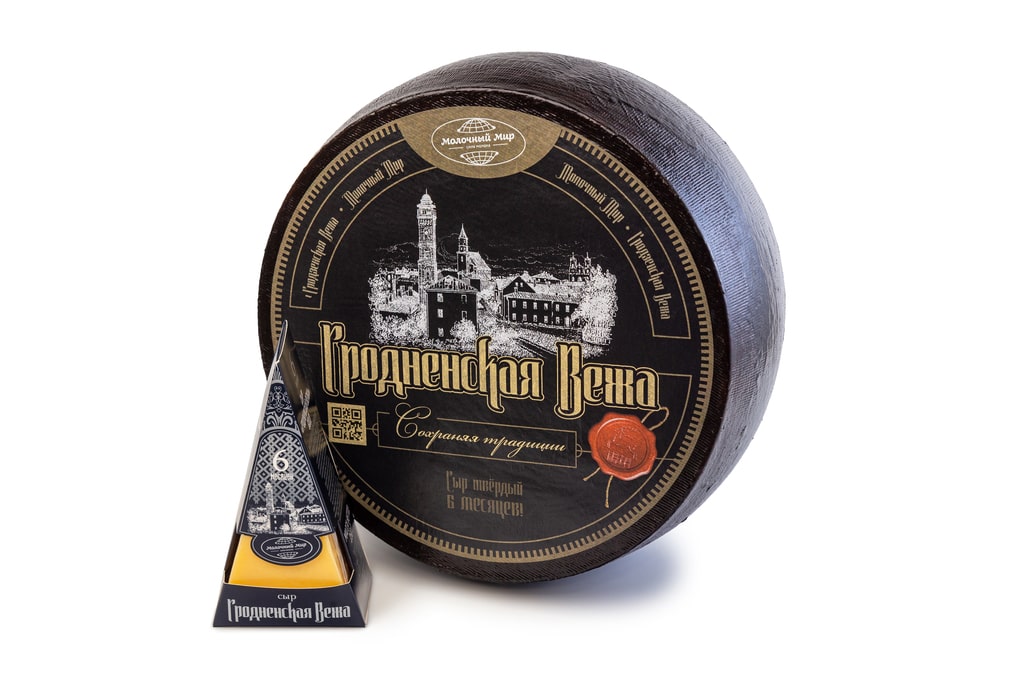 Молочный Мир
Гродненская Вежа • Молочный Мир
Молочный Мир • Гродненская Вежа
Гродненская Вежа
Сохраняя традиции
Сыр твёрдый
6 месяцев
6
месяцев
Молочный Мир
сыр
Гродненская Вежа